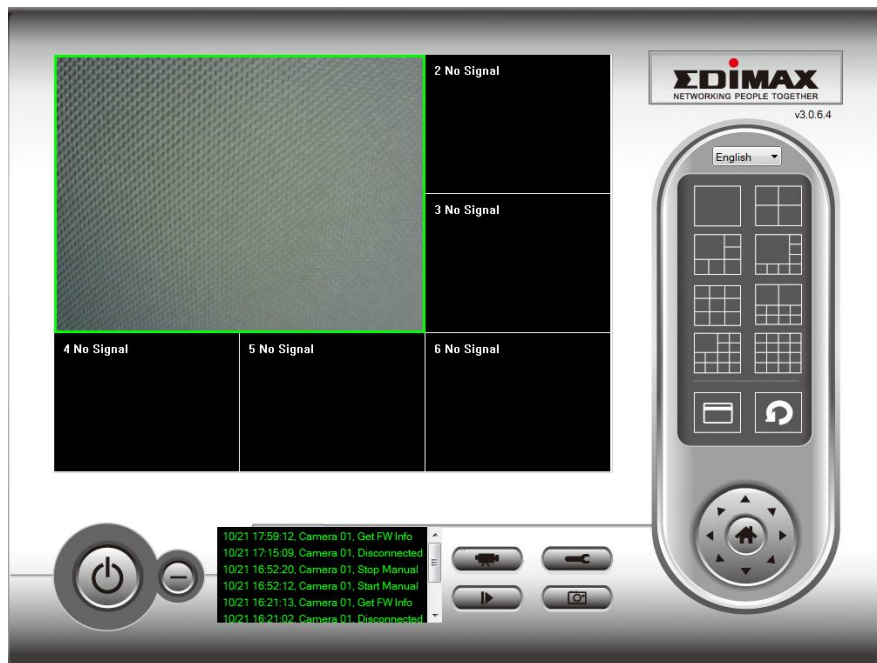 2 No Signal
EDIMAX
NETWORKING PEOPLE TOGETHER
v3.0.6.4
English
3 No Signal
4 No Signal
5 No Signal
6 No Signal
10/21 17:59:12, Camera 01, Get FW Info
10/21 17:15:09, Camera 01, Disconnected
10/21 16:52:20, Camera 01, Stop Manual
10/21 16:52:12, Camera 01, Start Manual
10/21 16:21:13, Camera 01, Get FW Info
10/21 16:21:02, Camera 01, Disconnected